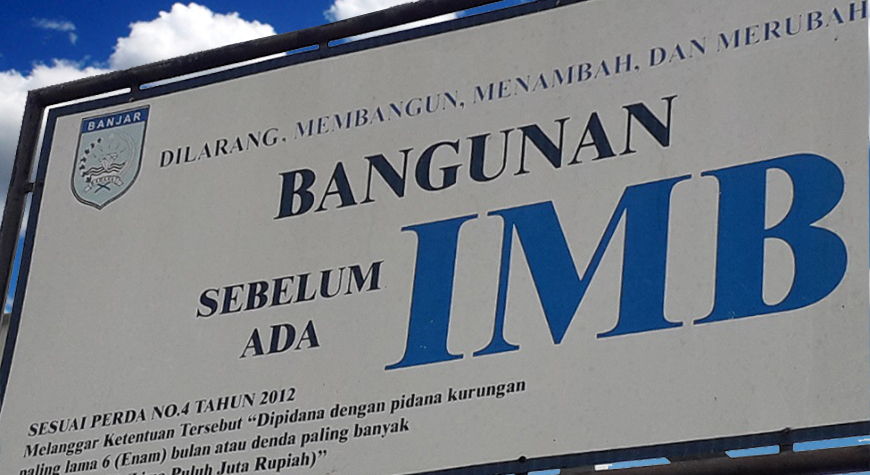 BANJAR
DILARANG, MEMBANGUN, MENAMBAH, DAN MERUBAH
BANGUNAN
SEBELUM
ADA
IMB
SESUAI PERDA NO.4 TAHUN 2012
Melanggar Ketentuan Tersebut “Dipidana dengan pidana kurungan
paling lama 6 (Enam) bulan atau denda paling banyak
Puluh Juta Rupiah)”